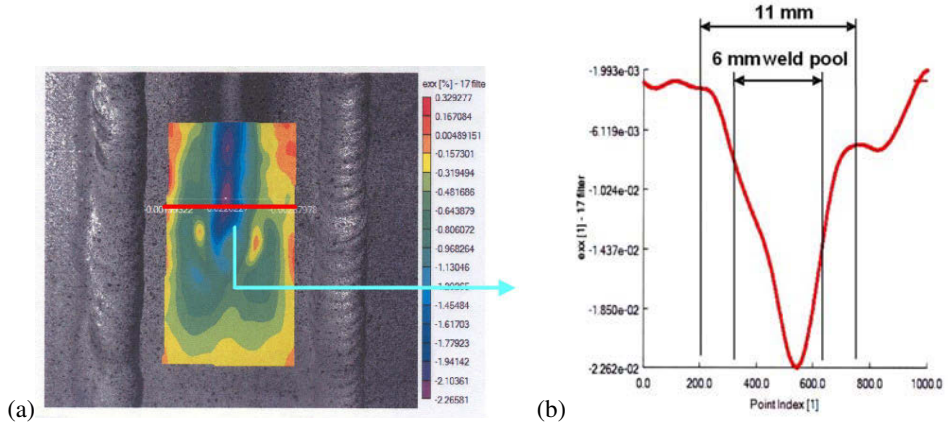 exx [%] - 17 filte
0.329277
0.167084
0.00489151
-0.157301
-0.319494
-0.481686
-0.643879
-0.806072
-0.968264
-1.13046
-1.45484
-1.61703
-1.77923
-1.94142
-2.10361
-2.26581
(a)
11 mm
6 mm weld pool
-1.993e-03
-6.119e-03
-1.024e-02
-1.437e-02
-1.850e-02
-2.262e-02
exx [1] - 17 filter
0.0 200.0 400.0 600.0 800.0 1000.0
Point Index [1]
(b)